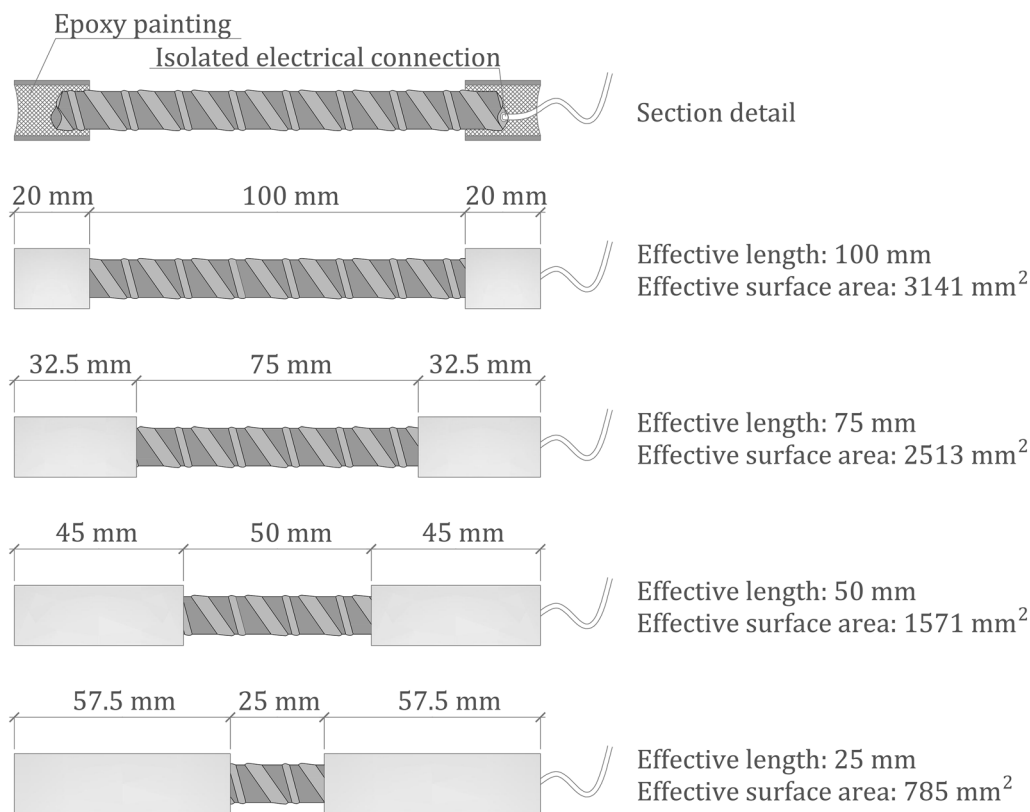 Epoxy painting
Isolated electrical connection
Section detail
20 mm 100 mm 20 mm
Effective length: 100 mm
Effective surface area: 3141 mm²
32.5 mm 75 mm 32.5 mm
Effective length: 75 mm
Effective surface area: 2513 mm²
45 mm 50 mm 45 mm
Effective length: 50 mm
Effective surface area: 1571 mm²
57.5 mm 25 mm 57.5 mm
Effective length: 25 mm
Effective surface area: 785 mm²